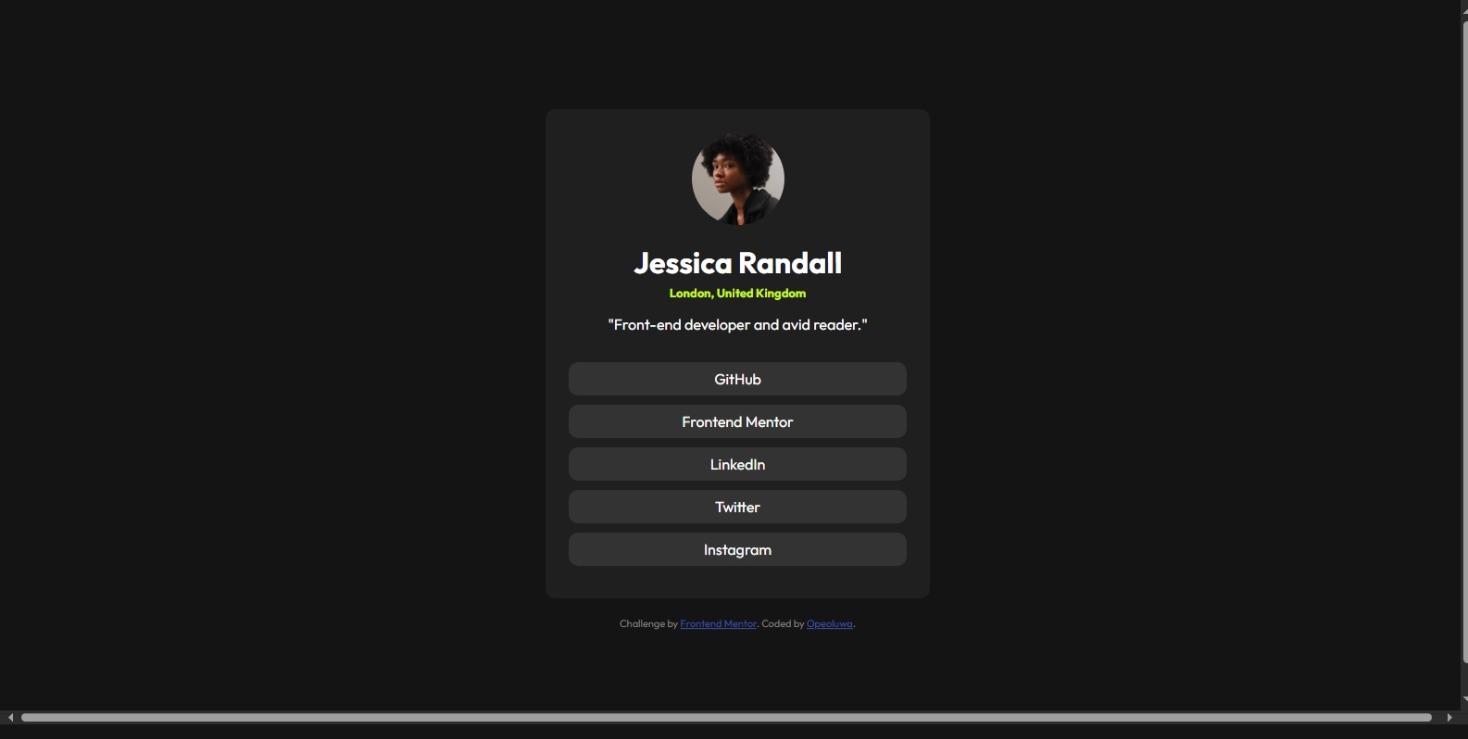 Jessica Randall
London, United Kingdom
"Front-end developer and avid reader."
GitHub
Frontend Mentor
LinkedIn
Twitter
Instagram
Challenge by Frontend Mentor. Coded by Opeoluwa.